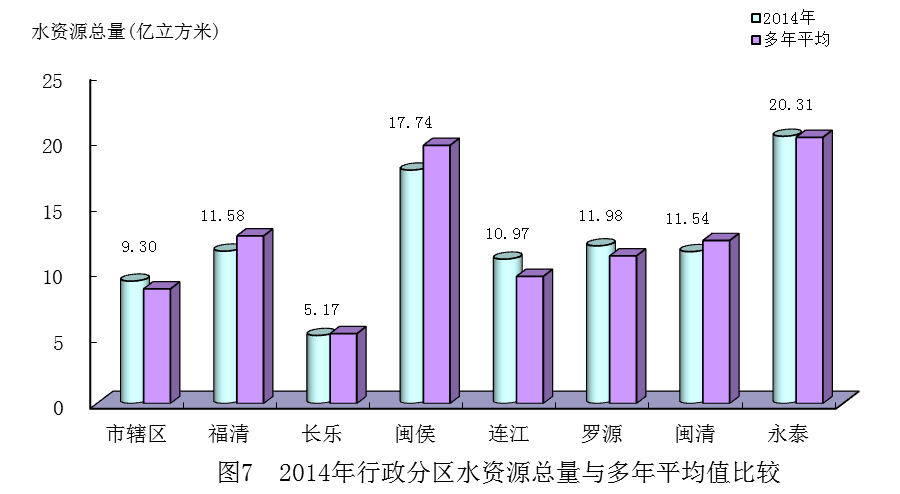 水资源总量(亿立方米)
2014年
多年平均
25
20
15
10
5
0
9.30
11.58
5.17
17.74
10.97
11.98
11.54
20.31
市辖区 福清 长乐 闽侯 连江 罗源 闽清 永泰
图7 2014年行政分区水资源总量与多年平均值比较